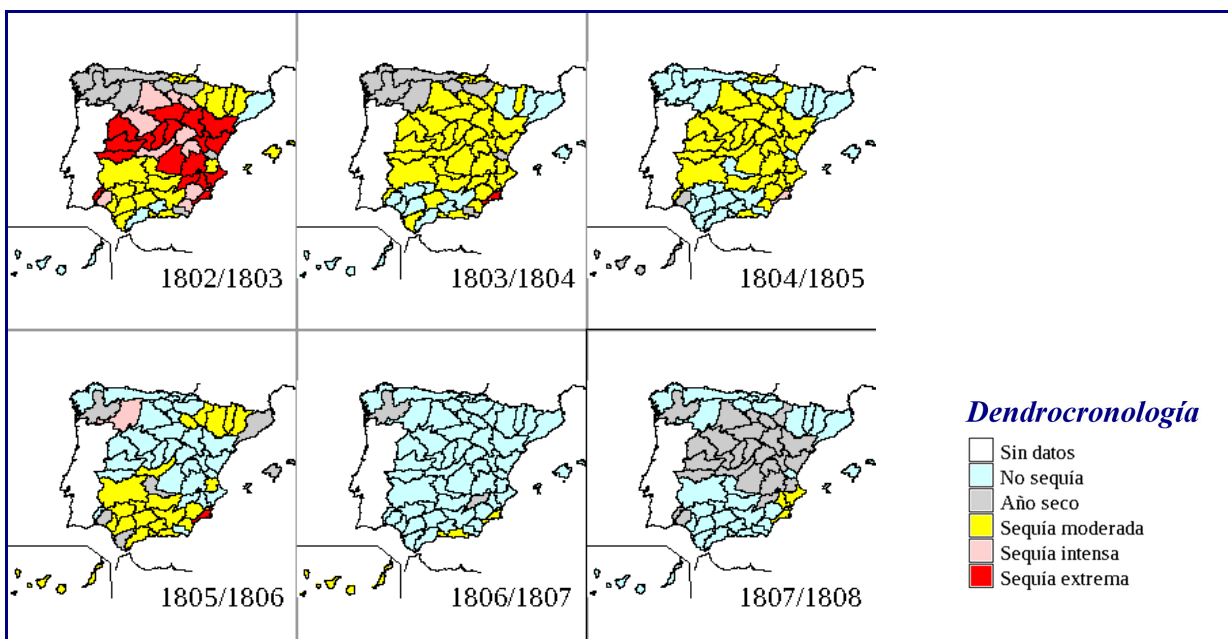 1802/1803
1803/1804
1804/1805
1805/1806
1806/1807
1807/1808
Dendrocronología
Sin datos
No sequía
Año seco
Sequía moderada
Sequía intensa
Sequía extrema